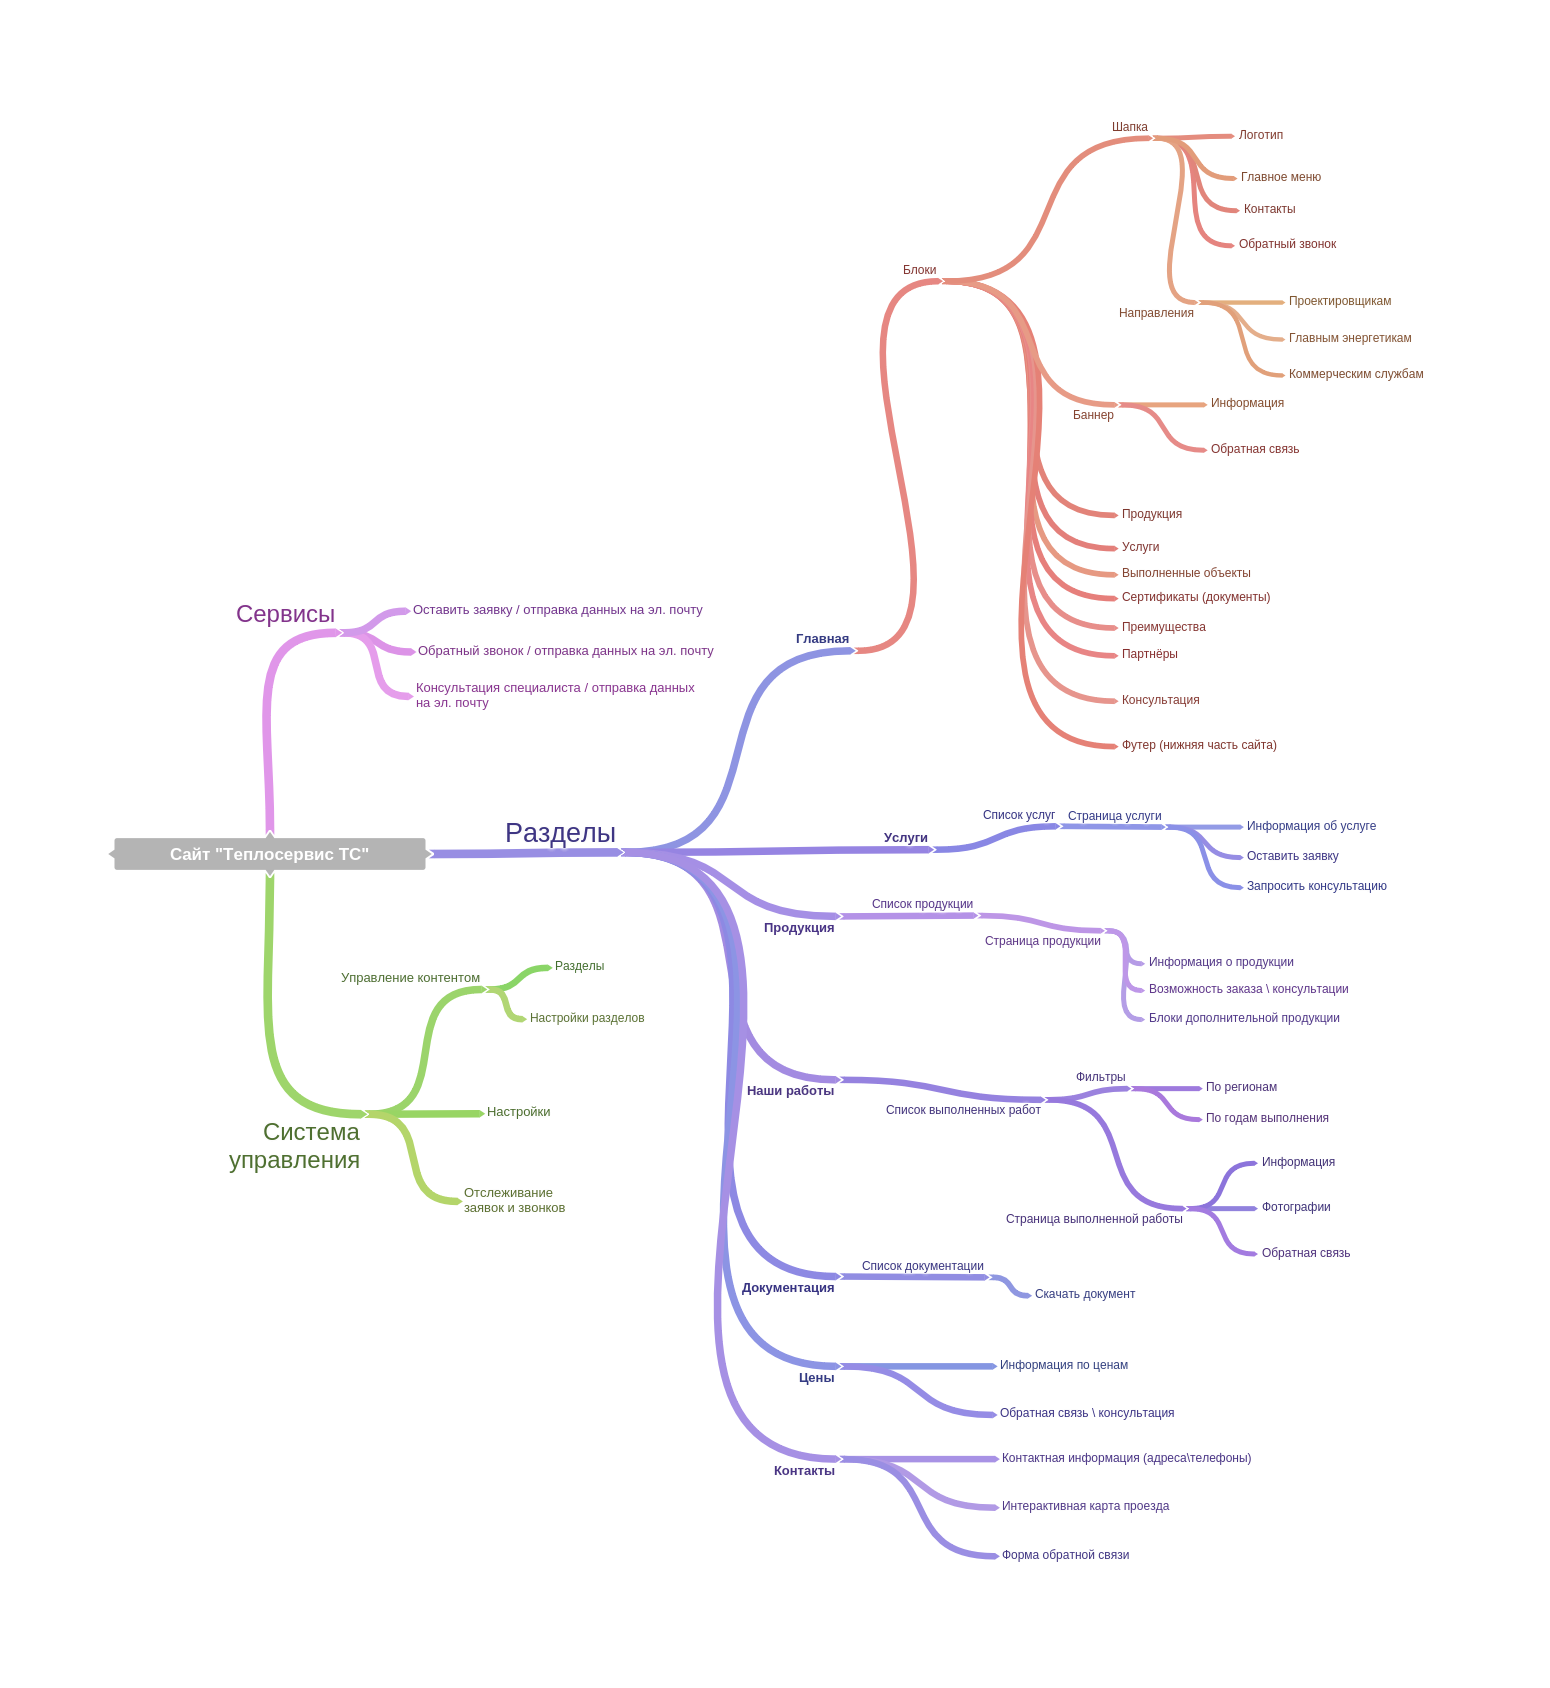 Сайт "Теплосервис ТС"
Сервисы
Оставить заявку / отправка данных на эл. почту
Обратный звонок / отправка данных на эл. почту
Консультация специалиста / отправка данных
на эл. почту
Разделы
Главная
Блоки
Шапка
Логотип
Главное меню
Контакты
Обратный звонок
Направления
Проектировщикам
Главным энергетикам
Коммерческим службам
Баннер
Информация
Обратная связь
Продукция
Услуги
Выполненные объекты
Сертификаты (документы)
Преимущества
Партнёры
Консультация
Футер (нижняя часть сайта)
Услуги
Список услуг
Страница услуги
Информация об услуге
Оставить заявку
Запросить консультацию
Продукция
Список продукции
Страница продукции
Информация о продукции
Возможность заказа \ консультации
Блоки дополнительной продукции
Наши работы
Список выполненных работ
Фильтры
По регионам
По годам выполнения
Страница выполненной работы
Информация
Фотографии
Обратная связь
Документация
Список документации
Скачать документ
Цены
Информация по ценам
Обратная связь \ консультация
Контакты
Контактная информация (адреса\телефоны)
Интерактивная карта проезда
Форма обратной связи
Система
управления
Управление контентом
Разделы
Настройки разделов
Настройки
Отслеживание
заявок и звонков